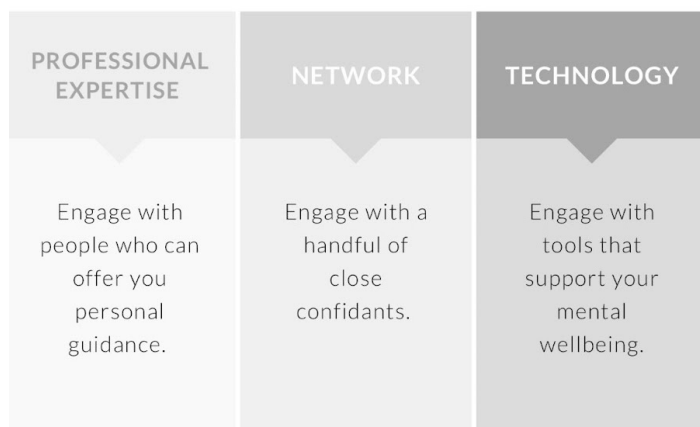 PROFESSIONAL
EXPERTISE
Engage with
people who can
offer you
personal
guidance.
NETWORK
Engage with a
handful of
close
confidants.
TECHNOLOGY
Engage with
tools that
support your
mental
wellbeing.